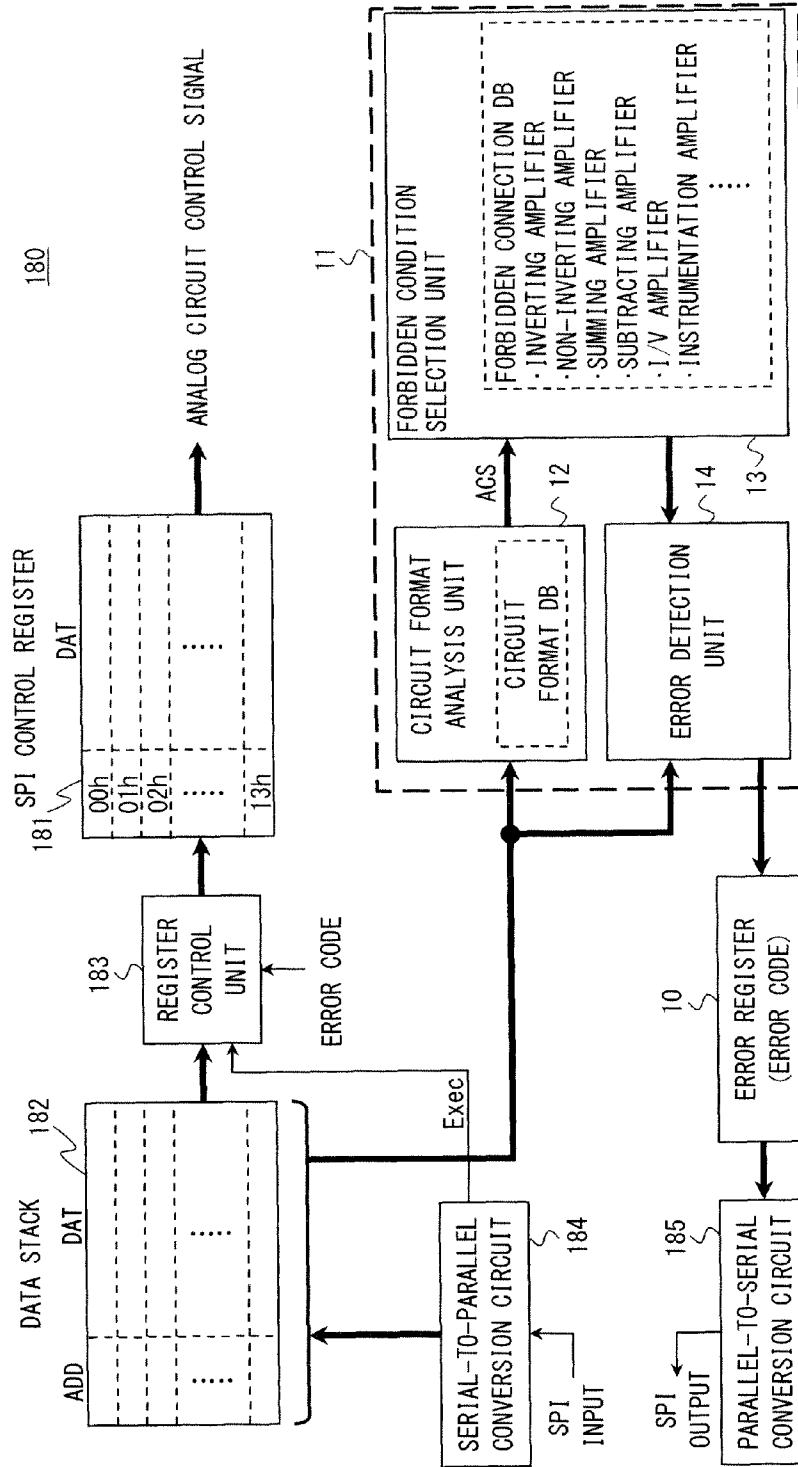 180
DATA STACK
182
ADD
DAT
.....
.....
183
REGISTER
CONTROL
UNIT
ERROR CODE
SPI CONTROL REGISTER
181
DAT
00h
01h
02h
.....
13h
.....
ANALOG CIRCUIT CONTROL SIGNAL
Exec
SERIAL-TO-PARALLEL
CONVERSION CIRCUIT
184
SPI
INPUT
11
CIRCUIT FORMAT
ANALYSIS UNIT
CIRCUIT
FORMAT DB
12
ACS
FORBIDDEN CONDITION
SELECTION UNIT
FORBIDDEN CONNECTION DB
·INVERTING AMPLIFIER
·NON-INVERTING AMPLIFIER
·SUMMING AMPLIFIER
·SUBTRACTING AMPLIFIER
·I/V AMPLIFIER
·INSTRUMENTATION AMPLIFIER
.....
13
ERROR DETECTION
UNIT
14
SPI
OUTPUT
185
PARALLEL-TO-SERIAL
CONVERSION CIRCUIT
10
ERROR REGISTER
(ERROR CODE)